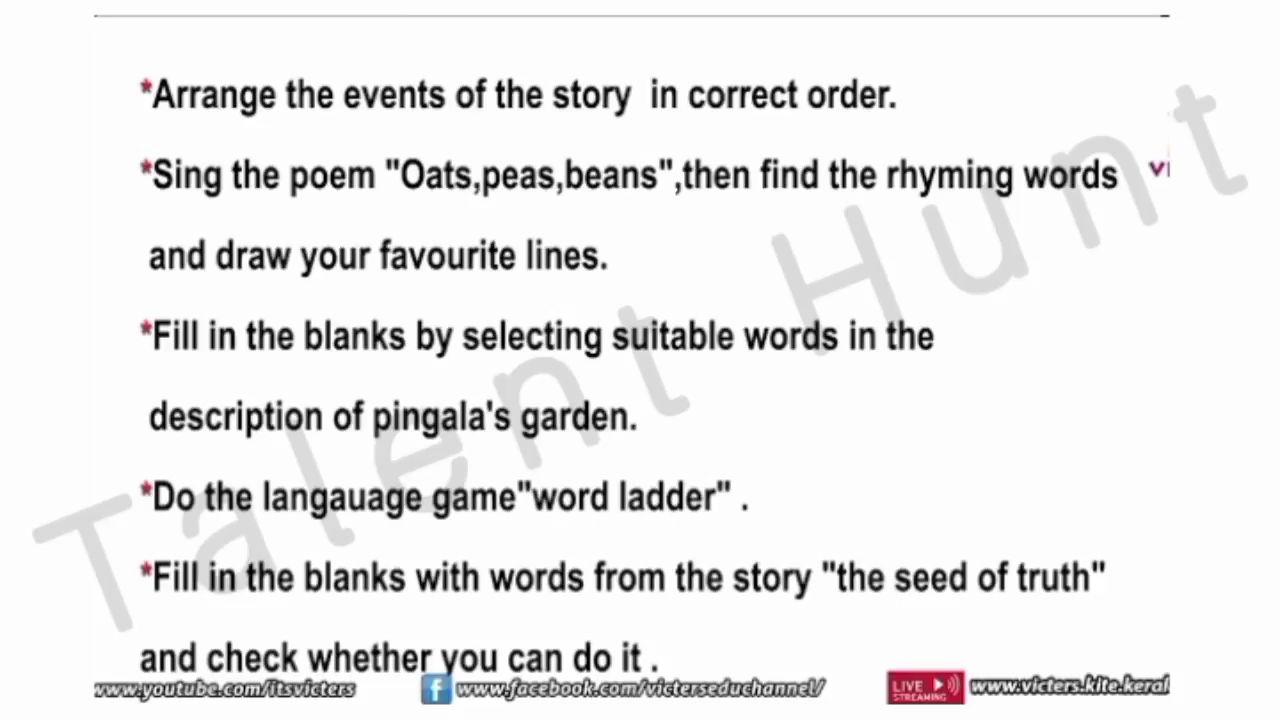 *Arrange the events of the story in correct order.
*Sing the poem "Oats,peas,beans",then find the rhyming words
and draw your favourite lines.
*Fill in the blanks by selecting suitable words in the
description of pingala's garden.
*Do the langauage game"word ladder" .
*Fill in the blanks with words from the story "the seed of truth"
and check whether you can do it .
Talent Hunt
www.youtube.com/itsvicters
f www.facebook.com/victerseduchannel/
LIVE
STREAMING
www.victers.kite.keral